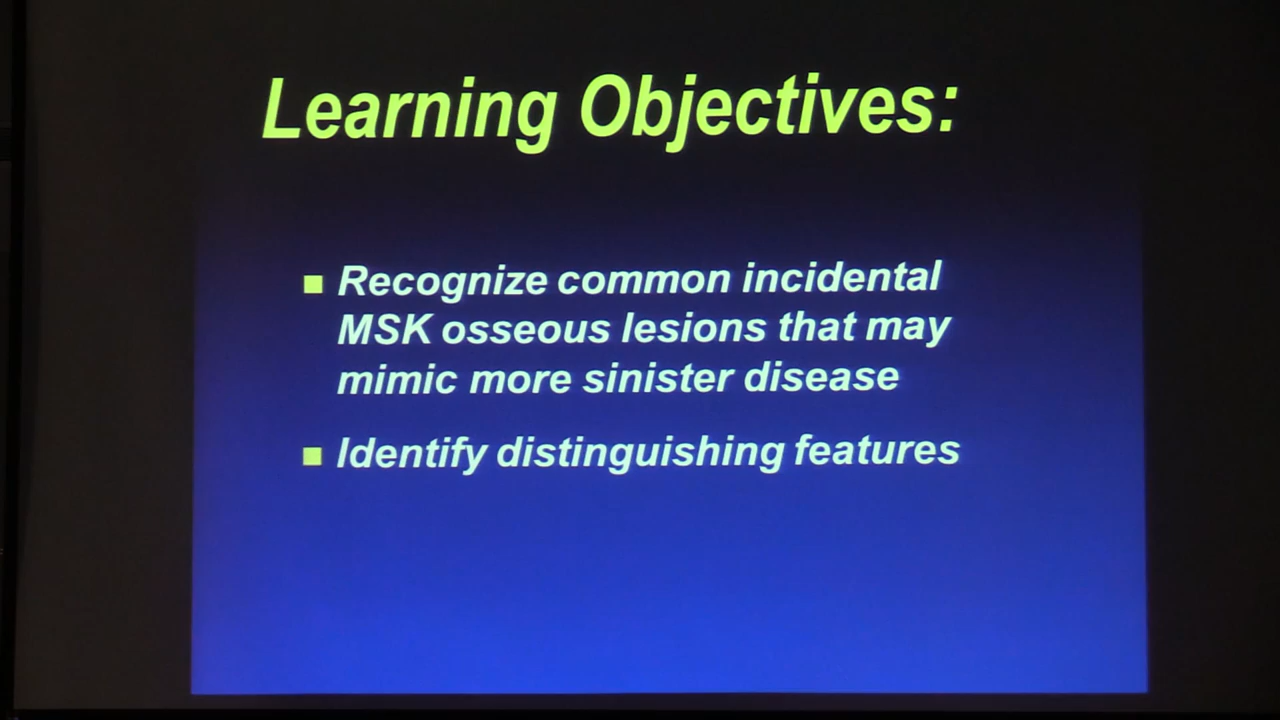 Learning Objectives:
Recognize common incidental
MSK osseous lesions that may
mimic more sinister disease
Identify distinguishing features